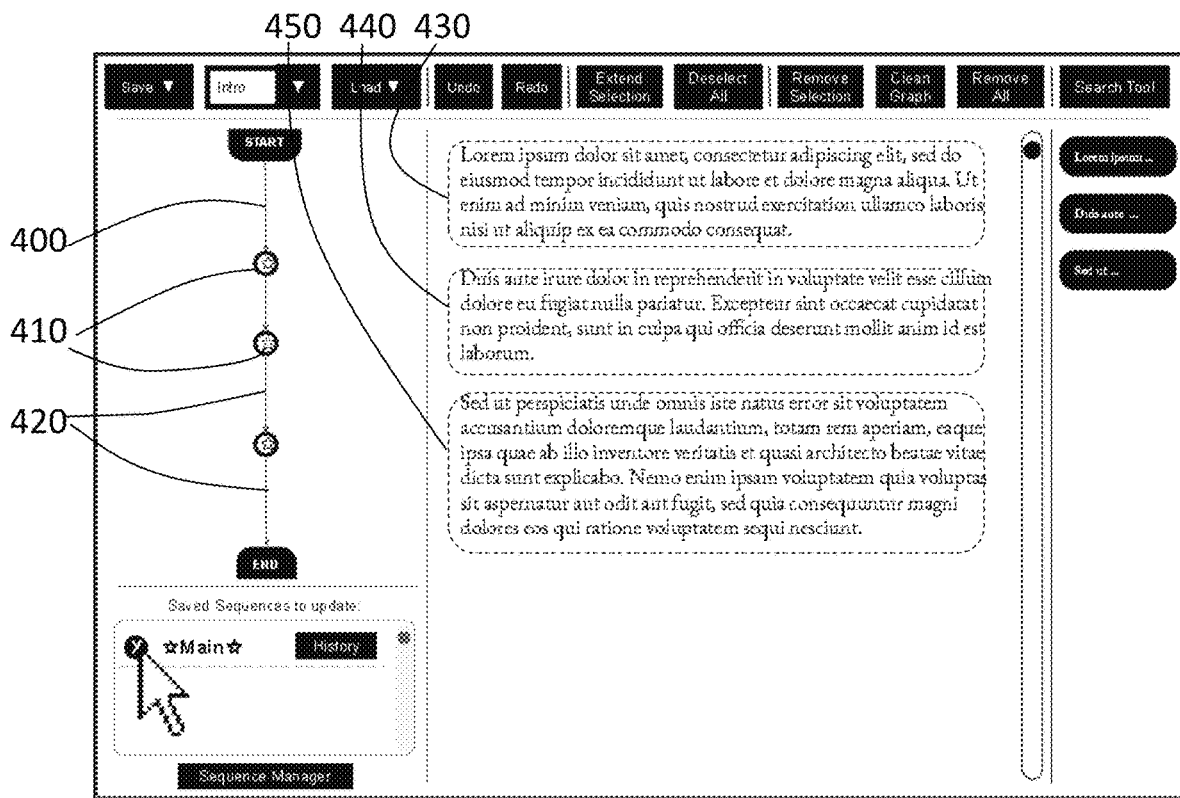 450 440 430
Save ▼
Intro ▼
Load ▼
Undo
Redo
Extend
Selection
Deselect
All
Remove
Selection
Clean
Graph
Remove
All
Search Tool
START
400
410
420
END
Lorem ipsum dolor sit amet, consectetur adipiscing elit, sed do
eiusmod tempor incididunt ut labore et dolore magna aliqua. Ut
enim ad minim veniam, quis nostrud exercitation ullamco laboris
nisi ut aliquip ex ea commodo consequat.
Duis aute irure dolor in reprehenderit in voluptate velit esse cillum
dolore eu fugiat nulla pariatur. Excepteur sint occaecat cupidatat
non proident, sunt in culpa qui officia deserunt mollit anim id est
laborum.
Sed ut perspiciatis unde omnis iste natus error sit voluptatem
accusantium doloremque laudantium, totam rem aperiam, eaque
ipsa quae ab illo inventore veritatis et quasi architecto beatae vitae
dicta sunt explicabo. Nemo enim ipsam voluptatem quia voluptas
sit aspernatur aut odit aut fugit, sed quia consequuntur magni
dolores eos qui ratione voluptatem sequi nesciunt.
Lorem ipsum ...
Duis aute ...
Sed ut ...
Saved Sequences to update:
☆Main☆
History
Sequence Manager